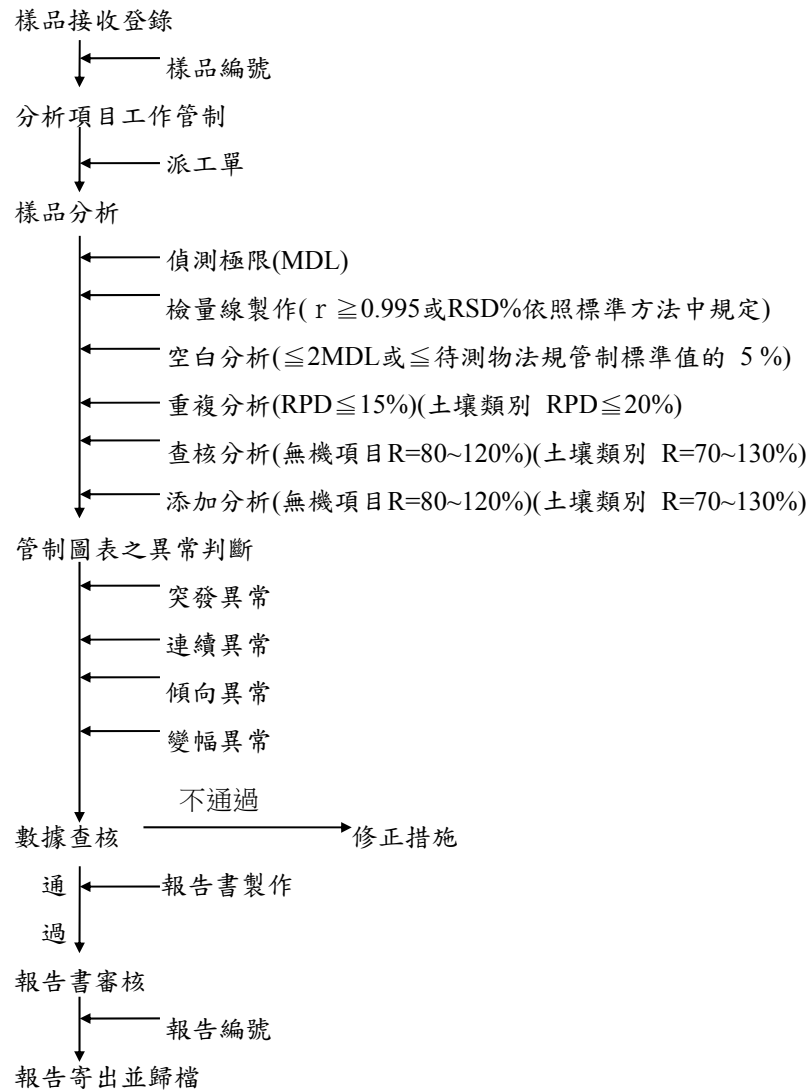 樣品接收登錄
樣品編號
分析項目工作管制
派工單
樣品分析
偵測極限(MDL)
檢量線製作(ｒ≧0.995或RSD%依照標準方法中規定)
空白分析(≦2MDL或≦待測物法規管制標準值的 5 %)
重複分析(RPD≦15%)(土壤類別 RPD≦20%)
查核分析(無機項目R=80~120%)(土壤類別 R=70~130%)
添加分析(無機項目R=80~120%)(土壤類別 R=70~130%)
管制圖表之異常判斷
突發異常
連續異常
傾向異常
變幅異常
不通過
數據查核 修正措施
通 報告書製作
過
報告書審核
報告編號
報告寄出並歸檔